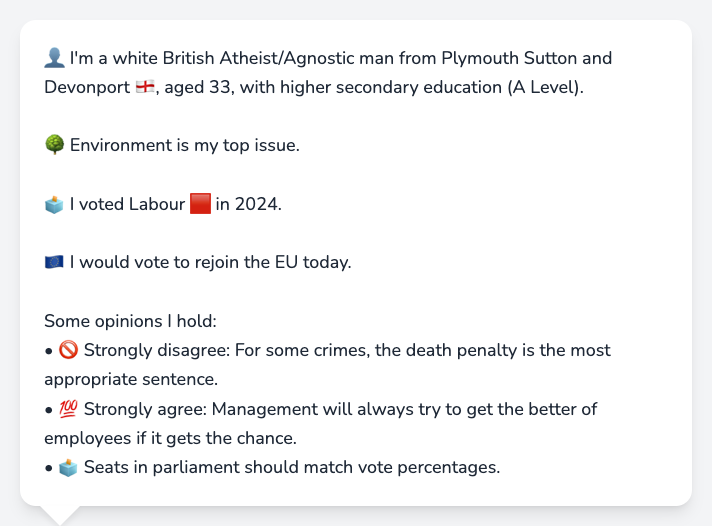 👤 I'm a white British Atheist/Agnostic man from Plymouth Sutton and
Devonport 🏴󠁧󠁢󠁥󠁮󠁧󠁿, aged 33, with higher secondary education (A Level).
🌳 Environment is my top issue.
🗳️ I voted Labour 🟥 in 2024.
🇪🇺 I would vote to rejoin the EU today.
Some opinions I hold:
• 🚫 Strongly disagree: For some crimes, the death penalty is the most
appropriate sentence.
• 💯 Strongly agree: Management will always try to get the better of
employees if it gets the chance.
• 🗳️ Seats in parliament should match vote percentages.